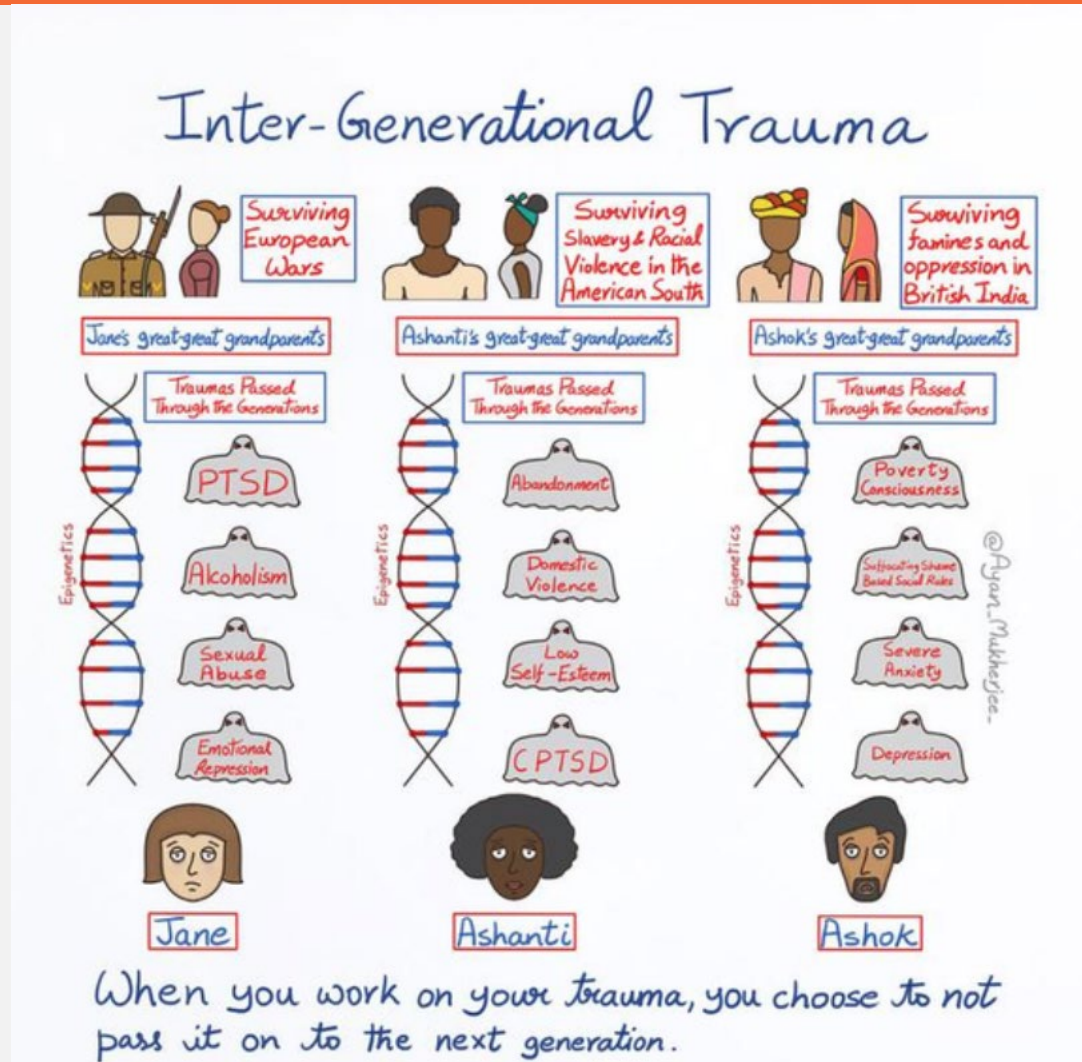 Inter-Generational Trauma
Surviving
European
Wars
Surviving
Slavery & Racial
Violence in the
American South
Surviving
famines and
oppression in
British India
Jane's great-great grandparents
Ashanti's great-great grandparents
Ashok's great-great grandparents
Traumas Passed
Through the Generations
Traumas Passed
Through the Generations
Traumas Passed
Through the Generations
Epigenetics
PTSD
Alcoholism
Sexual
Abuse
Emotional
Repression
Epigenetics
Abandonment
Domestic
Violence
Low
Self-Esteem
CPTSD
Epigenetics
Poverty
Consciousness
Suffocating Shame
Based Social Rules
Severe
Anxiety
Depression
@Ayan_Mukherjee_
Jane
Ashanti
Ashok
When you work on your trauma, you choose to not
pass it on to the next generation.